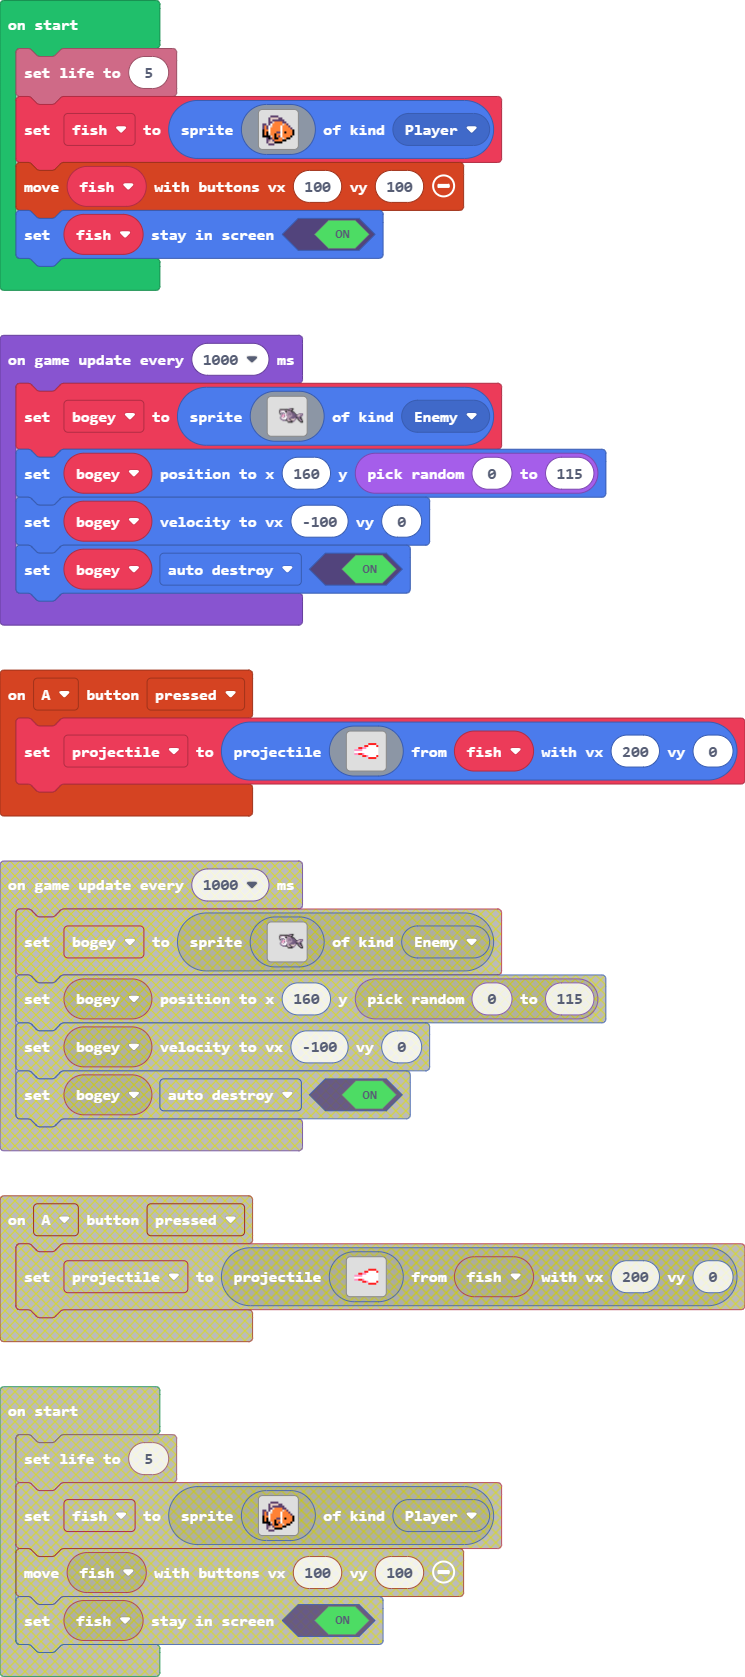 on start
set life to 5
set fish to sprite of kind Player
move fish with buttons vx 100 vy 100
set fish stay in screen ON
on game update every 1000 ms
set bogey to sprite of kind Enemy
set bogey position to x 160 y pick random 0 to 115
set bogey velocity to vx -100 vy 0
set bogey auto destroy ON
on A button pressed
set projectile to projectile from fish with vx 200 vy 0
on game update every 1000 ms
set bogey to sprite of kind Enemy
set bogey position to x 160 y pick random 0 to 115
set bogey velocity to vx -100 vy 0
set bogey auto destroy ON
on A button pressed
set projectile to projectile from fish with vx 200 vy 0
on start
set life to 5
set fish to sprite of kind Player
move fish with buttons vx 100 vy 100
set fish stay in screen ON